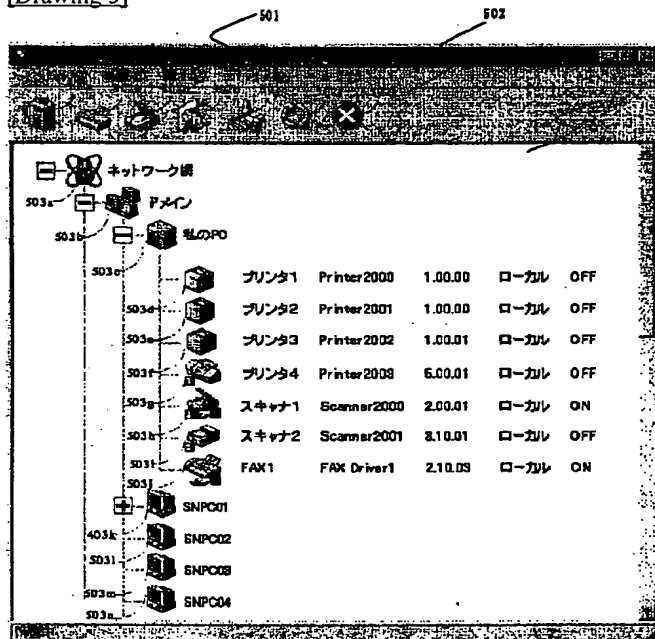 [Drawing 5]
501 502
ネットワーク網
503a ドメイン
503b 私のPC
503c プリンタ1 Printer2000 1.00.00 ローカル OFF
503d プリンタ2 Printer2001 1.00.00 ローカル OFF
503e プリンタ3 Printer2002 1.00.01 ローカル OFF
503f プリンタ4 Printer2003 5.00.01 ローカル OFF
503g スキャナ1 Scanner2000 2.00.01 ローカル ON
503h スキャナ2 Scanner2001 3.10.01 ローカル OFF
503i FAX1 FAX Driver1 2.10.03 ローカル ON
503j SNPC01
403k SNPC02
503l SNPC03
503m SNPC04
503n